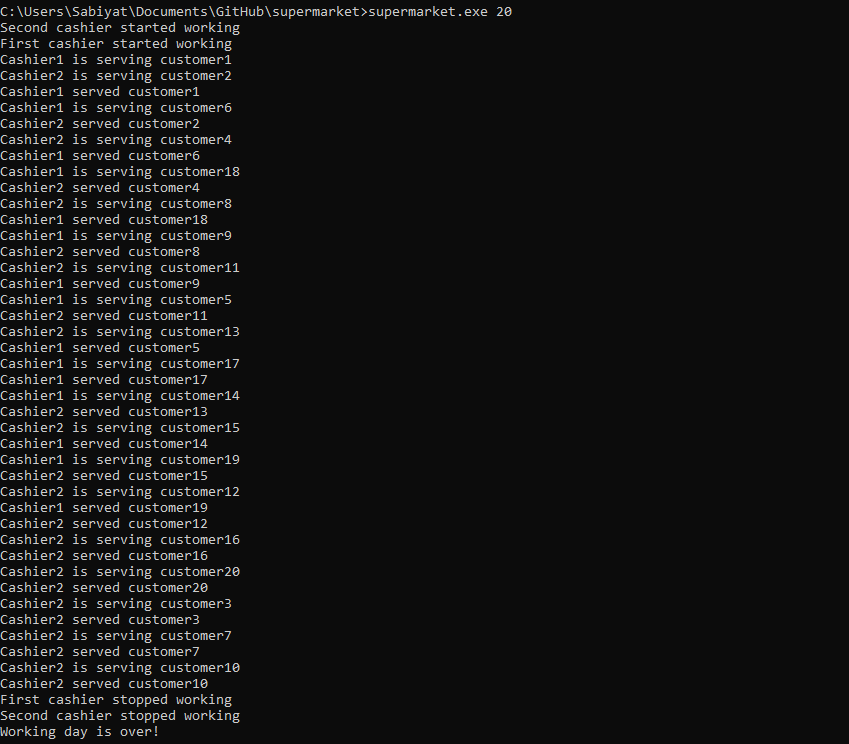 C:\Users\Sabiyat\Documents\GitHub\supermarket>supermarket.exe 20
Second cashier started working
First cashier started working
Cashier1 is serving customer1
Cashier2 is serving customer2
Cashier1 served customer1
Cashier1 is serving customer6
Cashier2 served customer2
Cashier2 is serving customer4
Cashier1 served customer6
Cashier1 is serving customer18
Cashier2 served customer4
Cashier2 is serving customer8
Cashier1 served customer18
Cashier1 is serving customer9
Cashier2 served customer8
Cashier2 is serving customer11
Cashier1 served customer9
Cashier1 is serving customer5
Cashier2 served customer11
Cashier2 is serving customer13
Cashier1 served customer5
Cashier1 is serving customer17
Cashier1 served customer17
Cashier1 is serving customer14
Cashier2 served customer13
Cashier2 is serving customer15
Cashier1 served customer14
Cashier1 is serving customer19
Cashier2 served customer15
Cashier2 is serving customer12
Cashier1 served customer19
Cashier2 served customer12
Cashier2 is serving customer16
Cashier2 served customer16
Cashier2 is serving customer20
Cashier2 served customer20
Cashier2 is serving customer3
Cashier2 served customer3
Cashier2 is serving customer7
Cashier2 served customer7
Cashier2 is serving customer10
Cashier2 served customer10
First cashier stopped working
Second cashier stopped working
Working day is over!